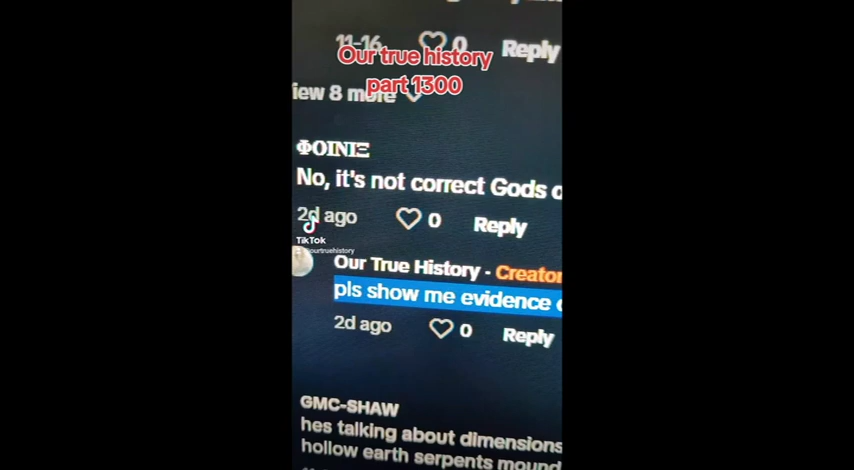 11-16 0 Reply
Our true history
part 1300
iew 8 more
ΦΟΙΝΙΞ
No, it's not correct Gods
2d ago 0 Reply
TikTok
@ourtruehistory
Our True History · Creator
pls show me evidence
2d ago 0 Reply
GMC-SHAW
hes talking about dimensions
hollow earth serpents mound